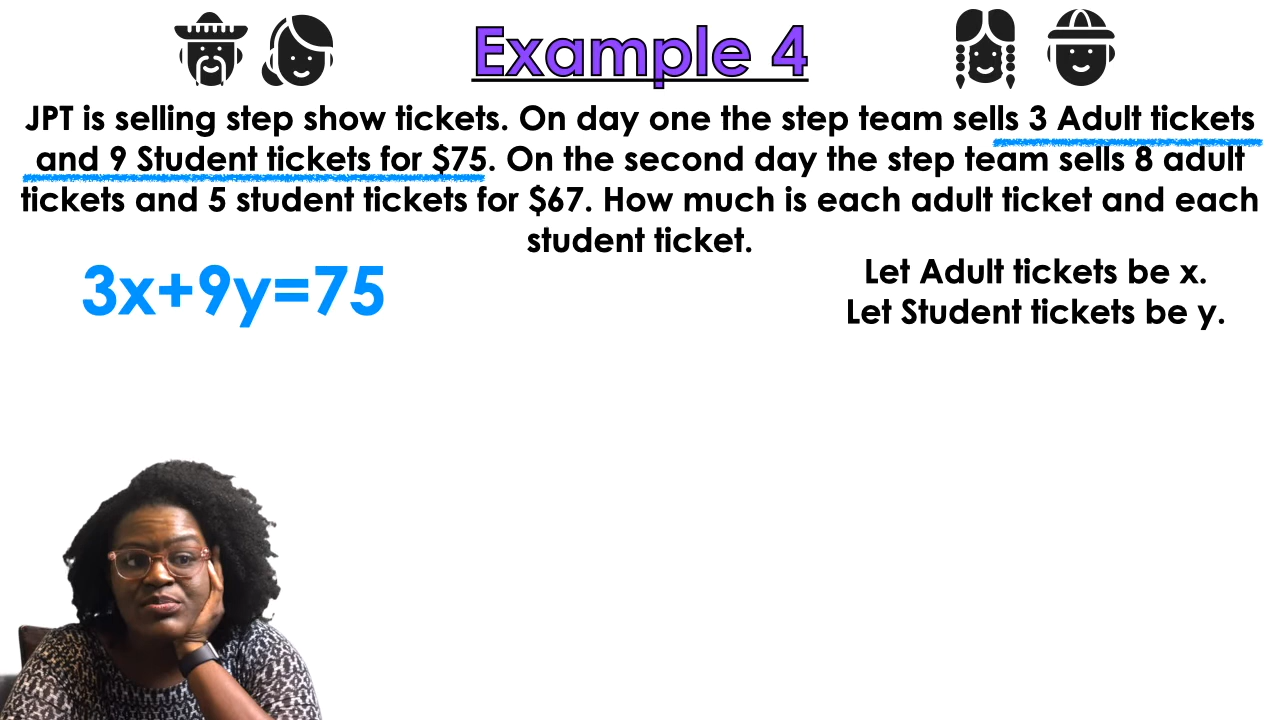 Example 4
JPT is selling step show tickets. On day one the step team sells 3 Adult tickets
and 9 Student tickets for $75. On the second day the step team sells 8 adult
tickets and 5 student tickets for $67. How much is each adult ticket and each
student ticket.
3x+9y=75
Let Adult tickets be x.
Let Student tickets be y.